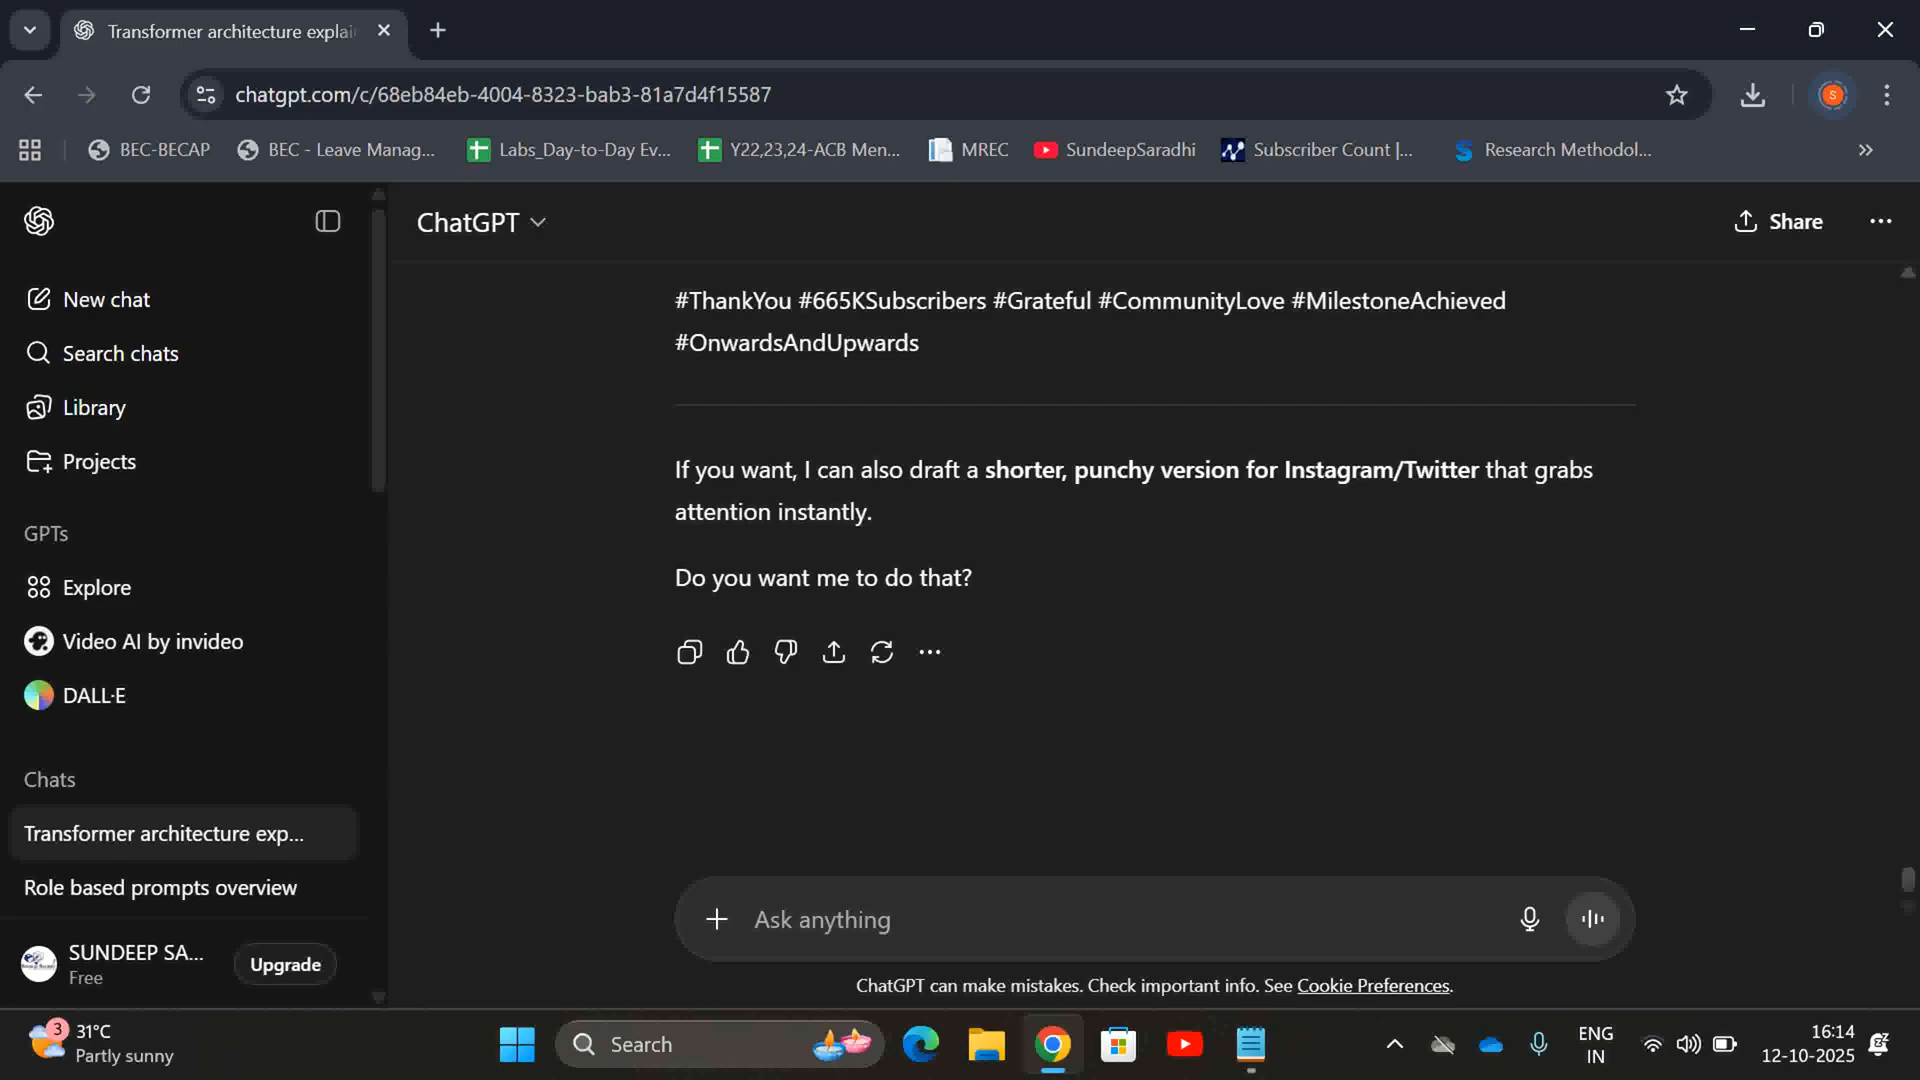 Transformer architecture explai
chatgpt.com/c/68eb84eb-4004-8323-bab3-81a7d4f15587
S
BEC-BECAP
BEC - Leave Manag...
Labs_Day-to-Day Ev...
Y22,23,24-ACB Men...
MREC
SundeepSaradhi
Subscriber Count |...
Research Methodol...
ChatGPT
Share
New chat
Search chats
Library
Projects
GPTs
Explore
Video AI by invideo
DALL·E
Chats
Transformer architecture exp...
Role based prompts overview
SUNDEEP SA...
Free
Upgrade
#ThankYou #665KSubscribers #Grateful #CommunityLove #MilestoneAchieved
#OnwardsAndUpwards
If you want, I can also draft a shorter, punchy version for Instagram/Twitter that grabs
attention instantly.
Do you want me to do that?
Ask anything
ChatGPT can make mistakes. Check important info. See Cookie Preferences.
3
31°C
Partly sunny
Search
ENG
IN
16:14
12-10-2025